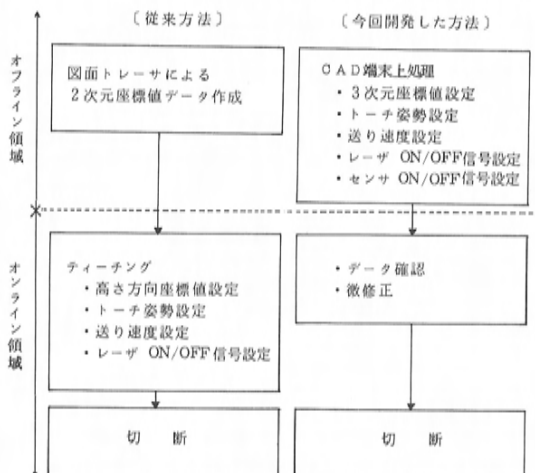 〔従来方法〕
〔今回開発した方法〕
オフライン領域
図面トレーサによる
2次元座標値データ作成
CAD端末上処理
・3次元座標値設定
・トーチ姿勢設定
・送り速度設定
・レーザ ON/OFF信号設定
・センサ ON/OFF信号設定
オンライン領域
ティーチング
・高さ方向座標値設定
・トーチ姿勢設定
・送り速度設定
・レーザ ON/OFF信号設定
・データ確認
・微修正
切断
切断